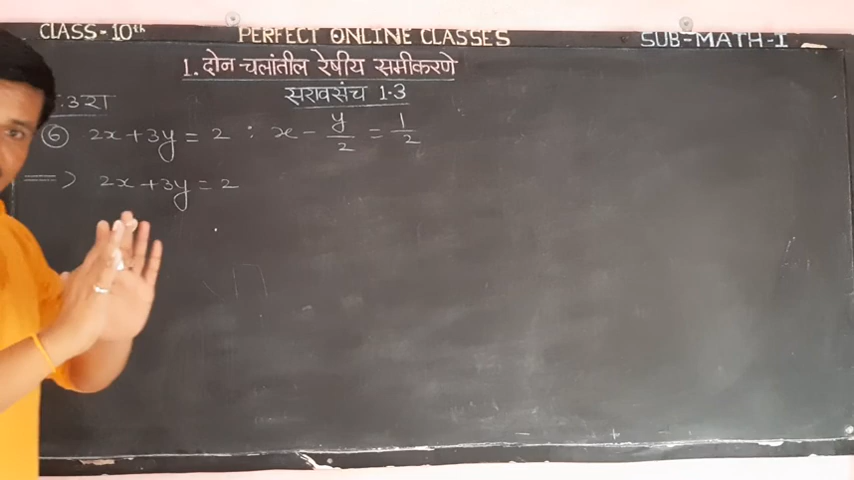 CLASS-10th PERFECT ONLINE CLASSES SUB-MATH-1
1. दोन चलांतील रेषीय समीकरणे
सरावसंच 1.3
:3रा
⑥ 2x + 3y = 2 ; x - y/2 = 1/2
=> 2x + 3y = 2